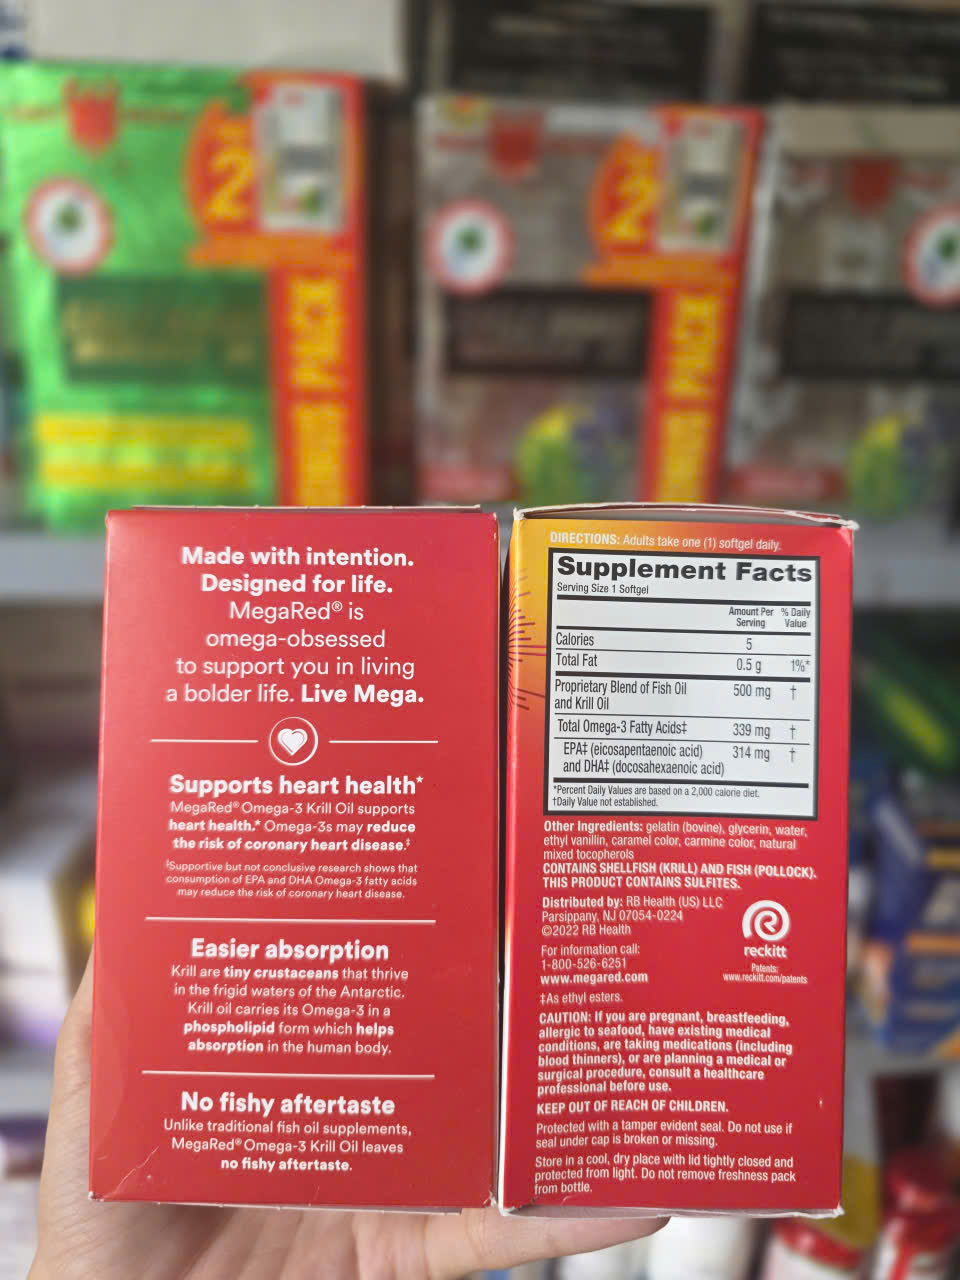 Made with intention.
Designed for life.
MegaRed® is
omega-obsessed
to support you in living
a bolder life. Live Mega.
Supports heart health*
MegaRed® Omega-3 Krill Oil supports
heart health.* Omega-3s may reduce
the risk of coronary heart disease.‡
‡Supportive but not conclusive research shows that
consumption of EPA and DHA Omega-3 fatty acids
may reduce the risk of coronary heart disease.
Easier absorption
Krill are tiny crustaceans that thrive
in the frigid waters of the Antarctic.
Krill oil carries its Omega-3 in a
phospholipid form which helps
absorption in the human body.
No fishy aftertaste
Unlike traditional fish oil supplements,
MegaRed® Omega-3 Krill Oil leaves
no fishy aftertaste.
DIRECTIONS: Adults take one (1) softgel daily.
Supplement Facts
Serving Size 1 Softgel
Amount Per Serving % Daily Value
Calories 5
Total Fat 0.5 g 1%*
Proprietary Blend of Fish Oil and Krill Oil 500 mg †
Total Omega-3 Fatty Acids‡ 339 mg †
EPA‡ (eicosapentaenoic acid) and DHA‡ (docosahexaenoic acid) 314 mg †
*Percent Daily Values are based on a 2,000 calorie diet.
†Daily Value not established.
Other Ingredients: gelatin (bovine), glycerin, water,
ethyl vanillin, caramel color, carmine color, natural
mixed tocopherols
CONTAINS SHELLFISH (KRILL) AND FISH (POLLOCK).
THIS PRODUCT CONTAINS SULFITES.
Distributed by: RB Health (US) LLC
Parsippany, NJ 07054-0224
©2022 RB Health
For information call:
1-800-526-6251
www.megared.com
reckitt
Patents:
www.reckitt.com/patents
‡As ethyl esters.
CAUTION: If you are pregnant, breastfeeding,
allergic to seafood, have existing medical
conditions, are taking medications (including
blood thinners), or are planning a medical or
surgical procedure, consult a healthcare
professional before use.
KEEP OUT OF REACH OF CHILDREN.
Protected with a tamper evident seal. Do not use if
seal under cap is broken or missing.
Store in a cool, dry place with lid tightly closed and
protected from light. Do not remove freshness pack
from bottle.
2
BONUS PACK
2
BONUS PACK